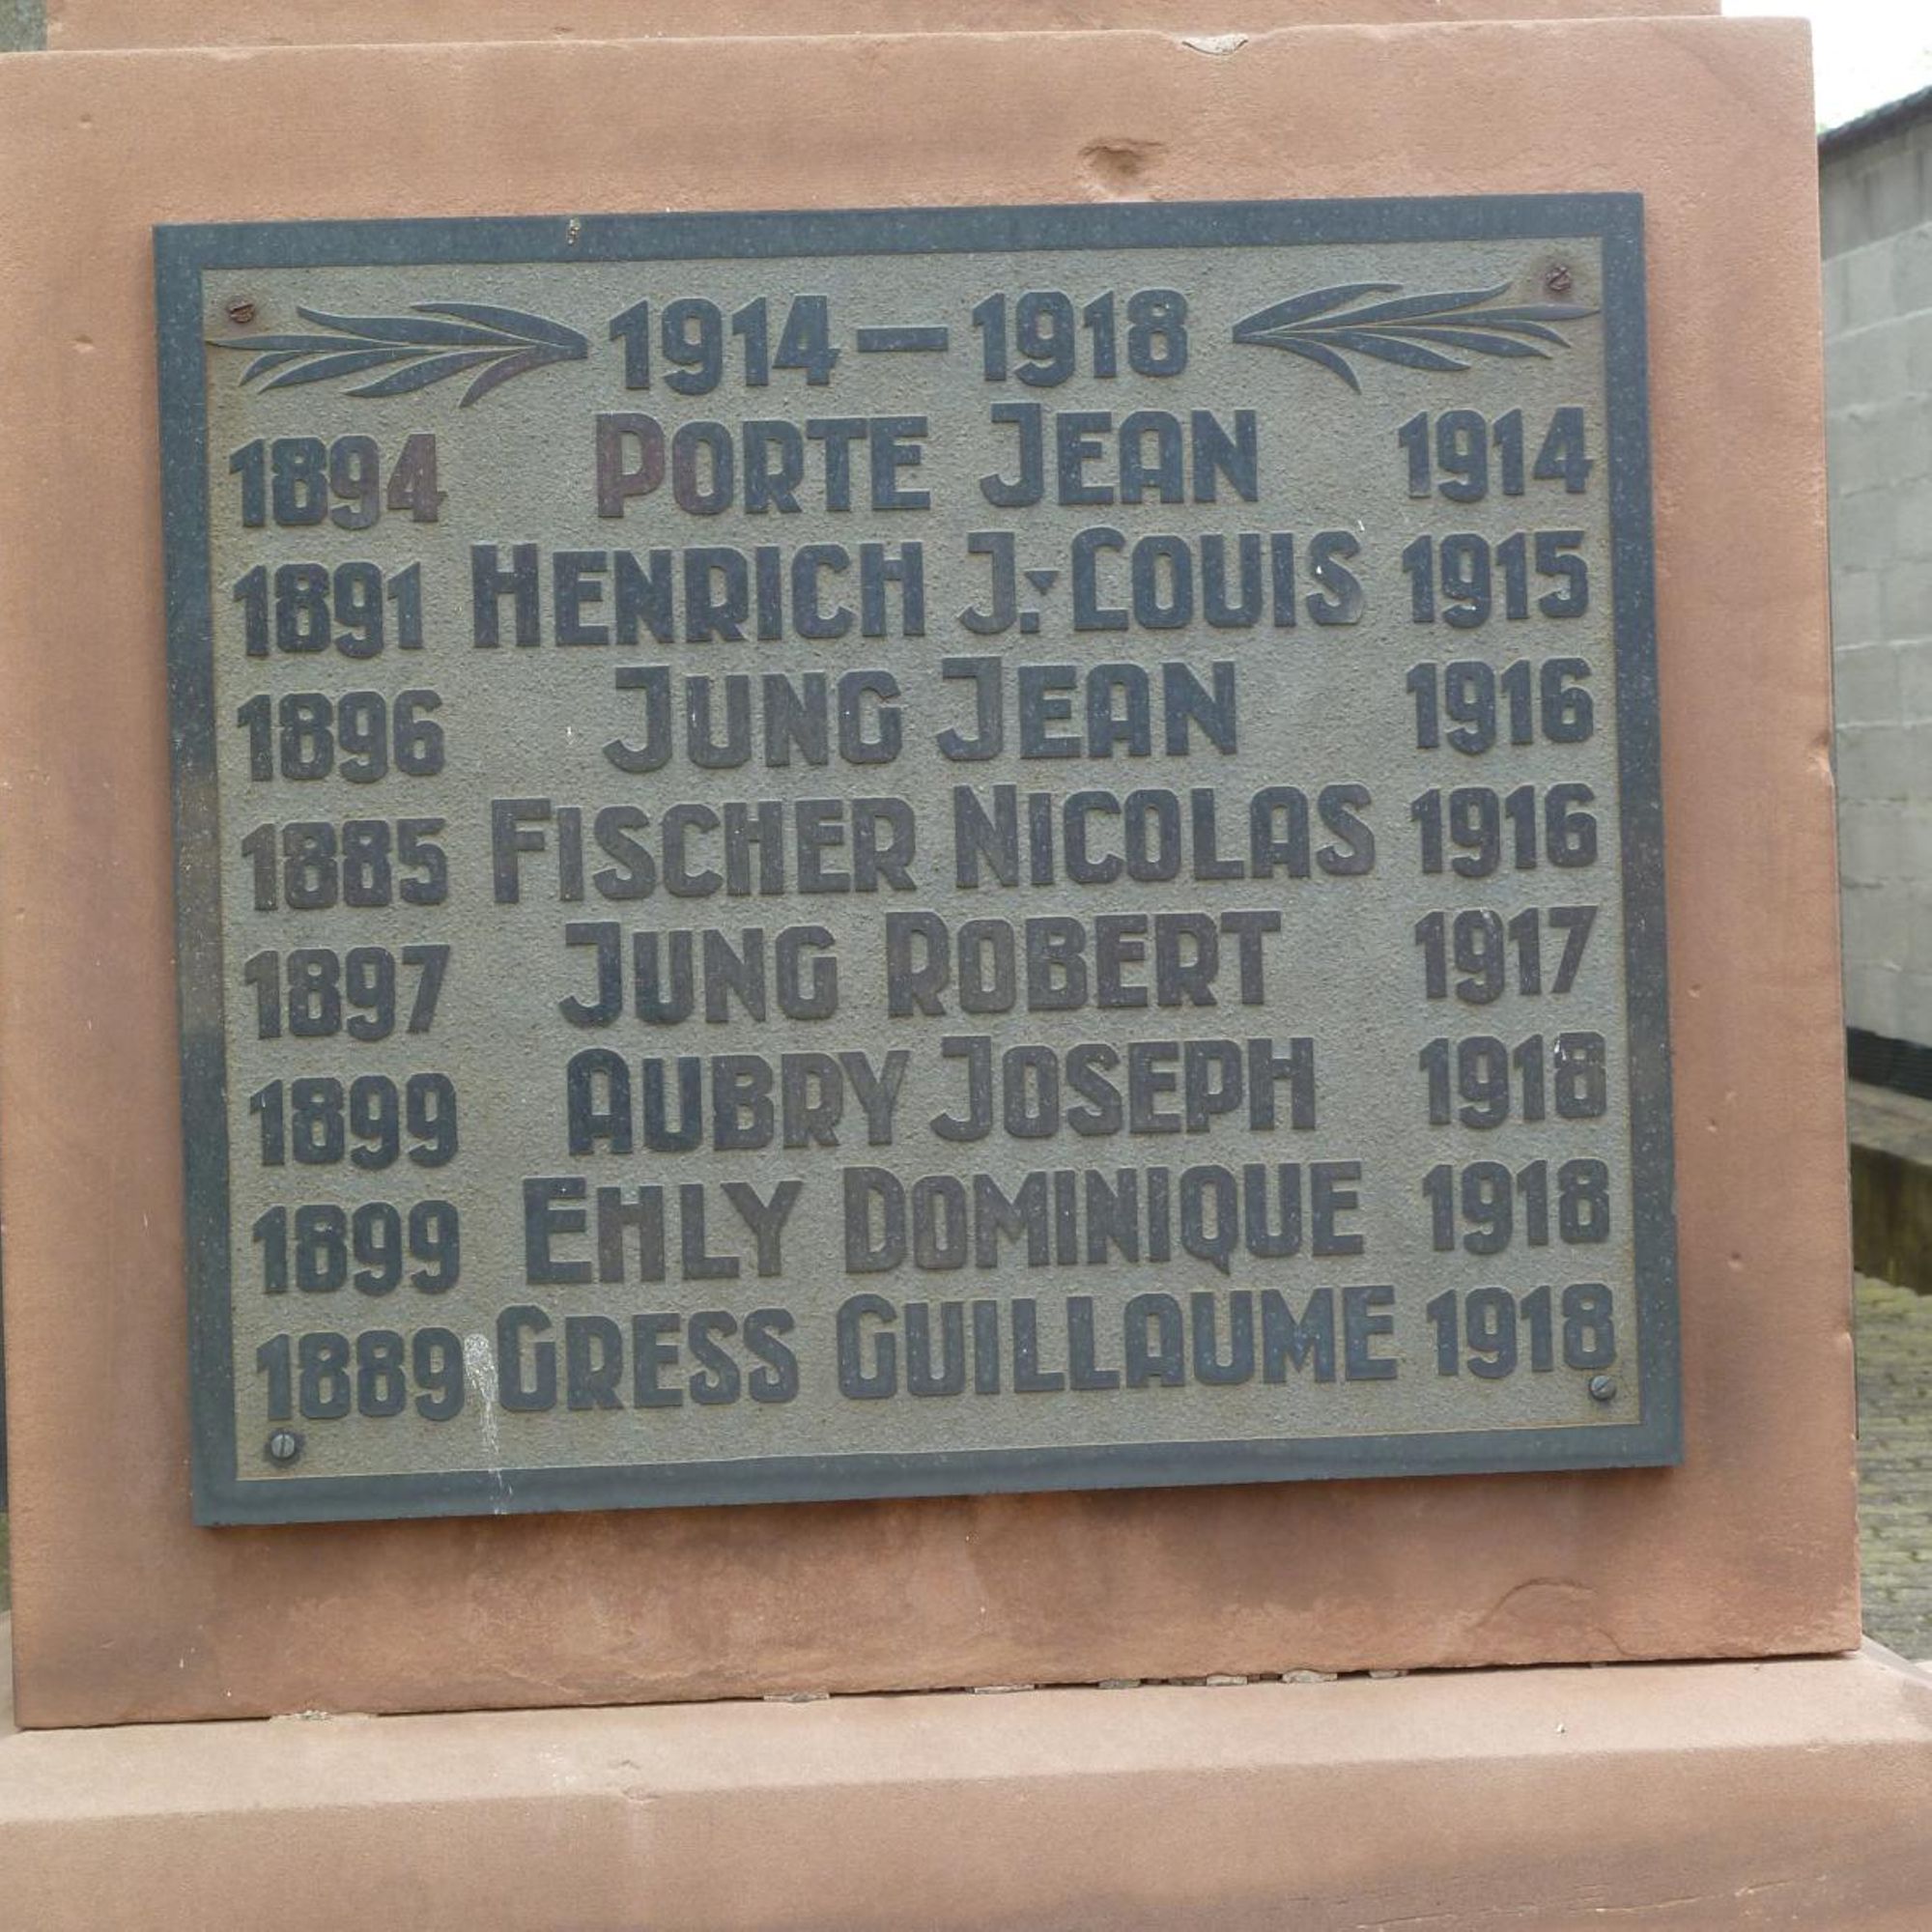 1914—1918
1894 PORTE JEAN 1914
1891 HENRICH J.-LOUIS 1915
1896 JUNG JEAN 1916
1885 FISCHER NICOLAS 1916
1897 JUNG ROBERT 1917
1899 AUBRY JOSEPH 1918
1899 EHLY DOMINIQUE 1918
1889 GRESS GUILLAUME 1918